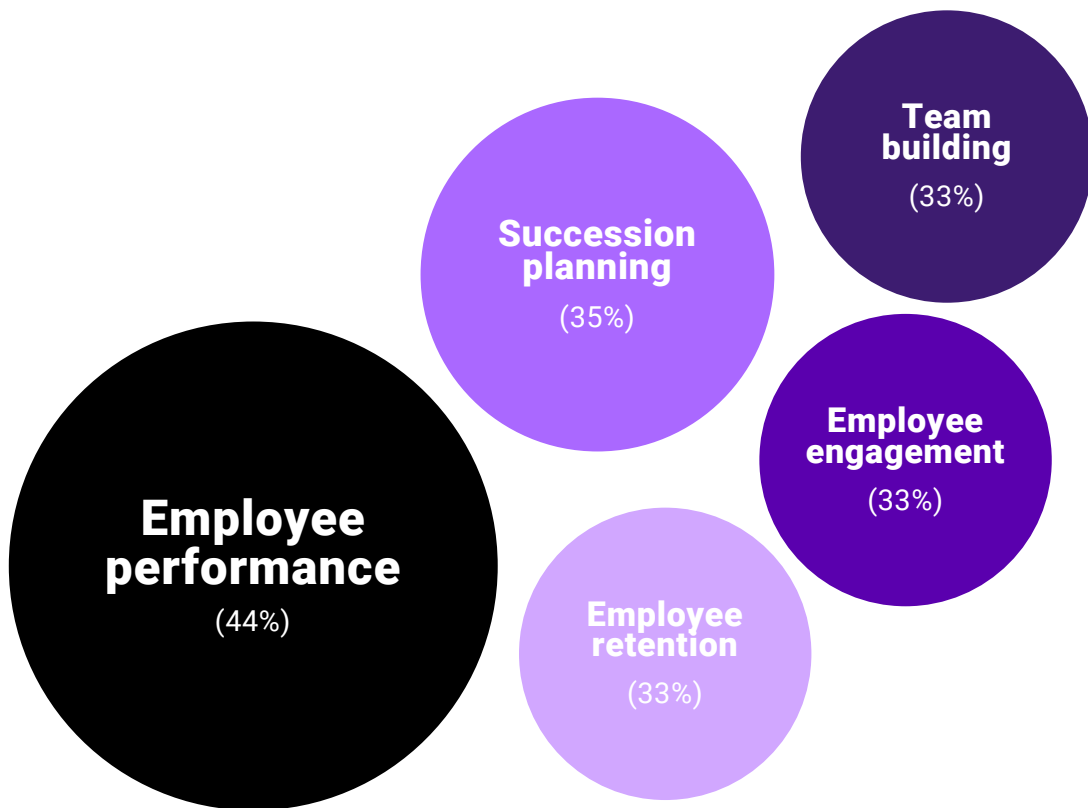 Team
building
(33%)
Succession
planning
(35%)
Employee
engagement
(33%)
Employee
performance
(44%)
Employee
retention
(33%)